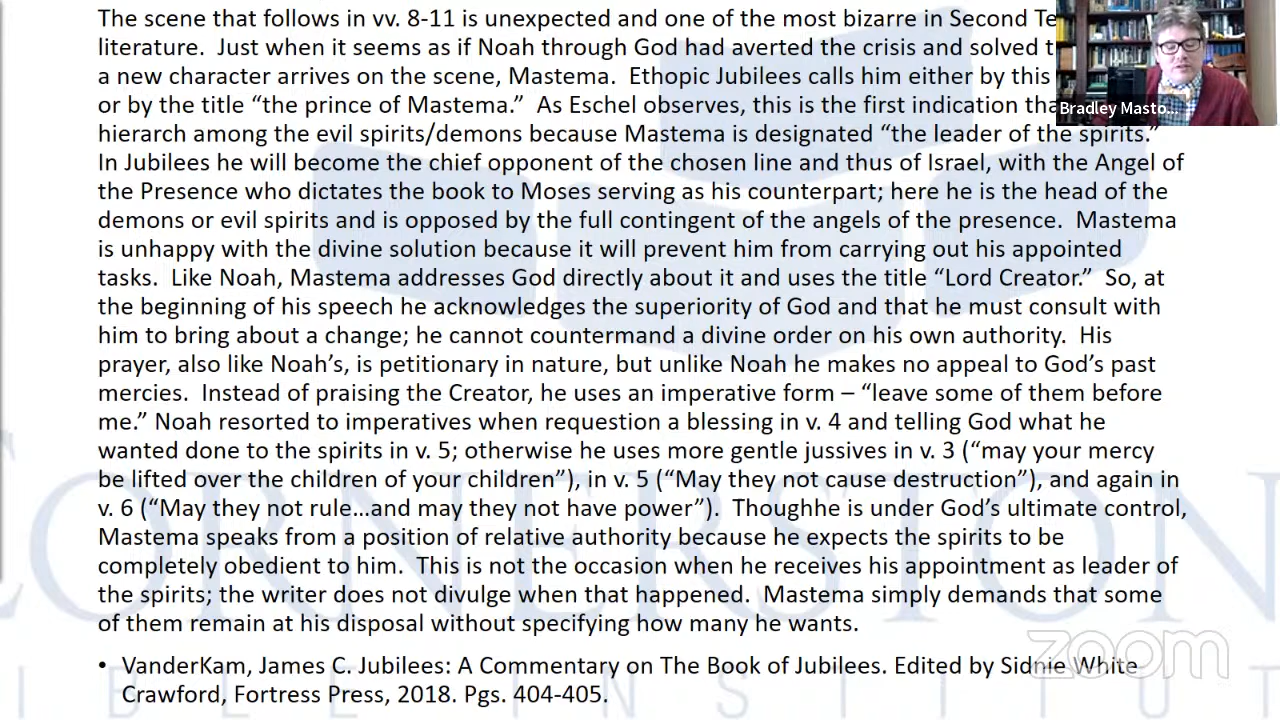 The scene that follows in vv. 8-11 is unexpected and one of the most bizarre in Second
literature. Just when it seems as if Noah through God had averted the crisis and solved
a new character arrives on the scene, Mastema. Ethopic Jubilees calls him either by this
or by the title “the prince of Mastema.” As Eschel observes, this is the first indication
hierarch among the evil spirits/demons because Mastema is designated “the leader of the spirits.”
In Jubilees he will become the chief opponent of the chosen line and thus of Israel, with the Angel of
the Presence who dictates the book to Moses serving as his counterpart; here he is the head of the
demons or evil spirits and is opposed by the full contingent of the angels of the presence. Mastema
is unhappy with the divine solution because it will prevent him from carrying out his appointed
tasks. Like Noah, Mastema addresses God directly about it and uses the title “Lord Creator.” So, at
the beginning of his speech he acknowledges the superiority of God and that he must consult with
him to bring about a change; he cannot countermand a divine order on his own authority. His
prayer, also like Noah’s, is petitionary in nature, but unlike Noah he makes no appeal to God’s past
mercies. Instead of praising the Creator, he uses an imperative form – “leave some of them before
me.” Noah resorted to imperatives when requestion a blessing in v. 4 and telling God what he
wanted done to the spirits in v. 5; otherwise he uses more gentle jussives in v. 3 (“may your mercy
be lifted over the children of your children”), in v. 5 (“May they not cause destruction”), and again in
v. 6 (“May they not rule…and may they not have power”). Thoughhe is under God’s ultimate control,
Mastema speaks from a position of relative authority because he expects the spirits to be
completely obedient to him. This is not the occasion when he receives his appointment as leader of
the spirits; the writer does not divulge when that happened. Mastema simply demands that some
of them remain at his disposal without specifying how many he wants.
• VanderKam, James C. Jubilees: A Commentary on The Book of Jubilees. Edited by Sidnie White
Crawford, Fortress Press, 2018. Pgs. 404-405.
Bradley Masto...
zoom
CORNERSTONE